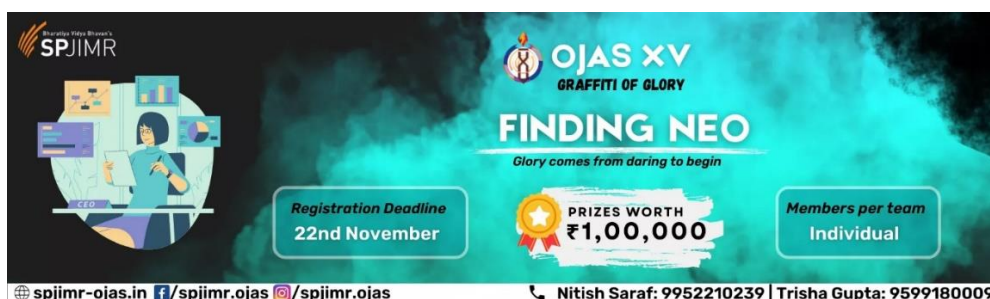 Bharatiya Vidya Bhavan's
SPJIMR
CEO
OJAS XV
GRAFFITI OF GLORY
FINDING NEO
Glory comes from daring to begin
Registration Deadline
22nd November
PRIZES WORTH
₹1,00,000
Members per team
Individual
spjimr-ojas.in /spjimr.ojas /spjimr.ojas
Nitish Saraf: 9952210239 | Trisha Gupta: 9599180009